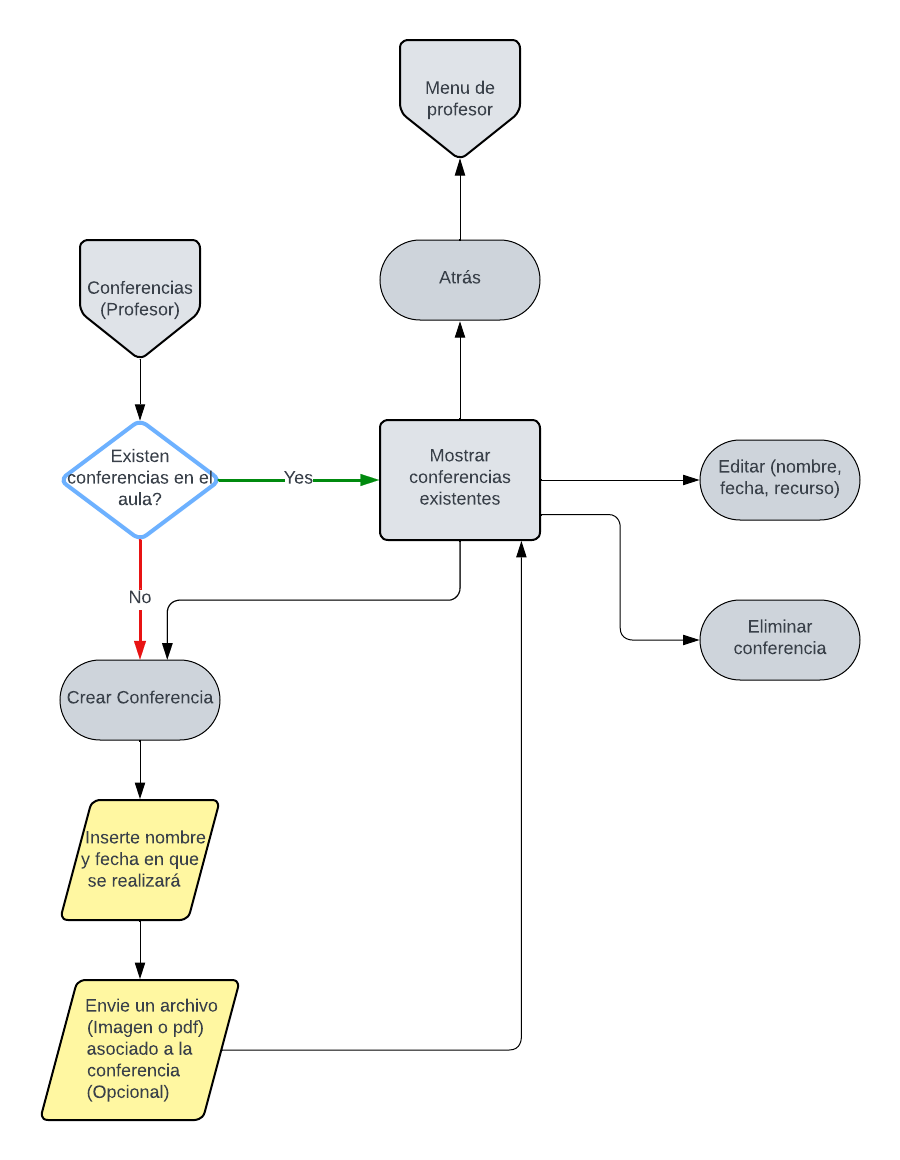 Menu de
profesor
Atrás
Conferencias
(Profesor)
Existen
conferencias en el
aula?
Yes
Mostrar
conferencias
existentes
Editar (nombre,
fecha, recurso)
No
Eliminar
conferencia
Crear Conferencia
Inserte nombre
y fecha en que
se realizará
Envie un archivo
(Imagen o pdf)
asociado a la
conferencia
(Opcional)